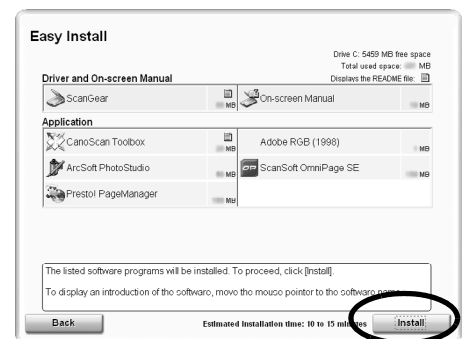 Easy Install
Drive C: 5459 MB free space
Total used space: MB
Driver and On-screen Manual
Displays the README file:
ScanGear MB
On-screen Manual MB
Application
CanoScan Toolbox MB
Adobe RGB (1998) MB
ArcSoft PhotoStudio MB
OP ScanSoft OmniPage SE MB
Presto! PageManager MB
The listed software programs will be installed. To proceed, click [Install].
To display an introduction of the software, move the mouse pointer to the software name.
Back
Estimated Installation time: 10 to 15 minutes
Install